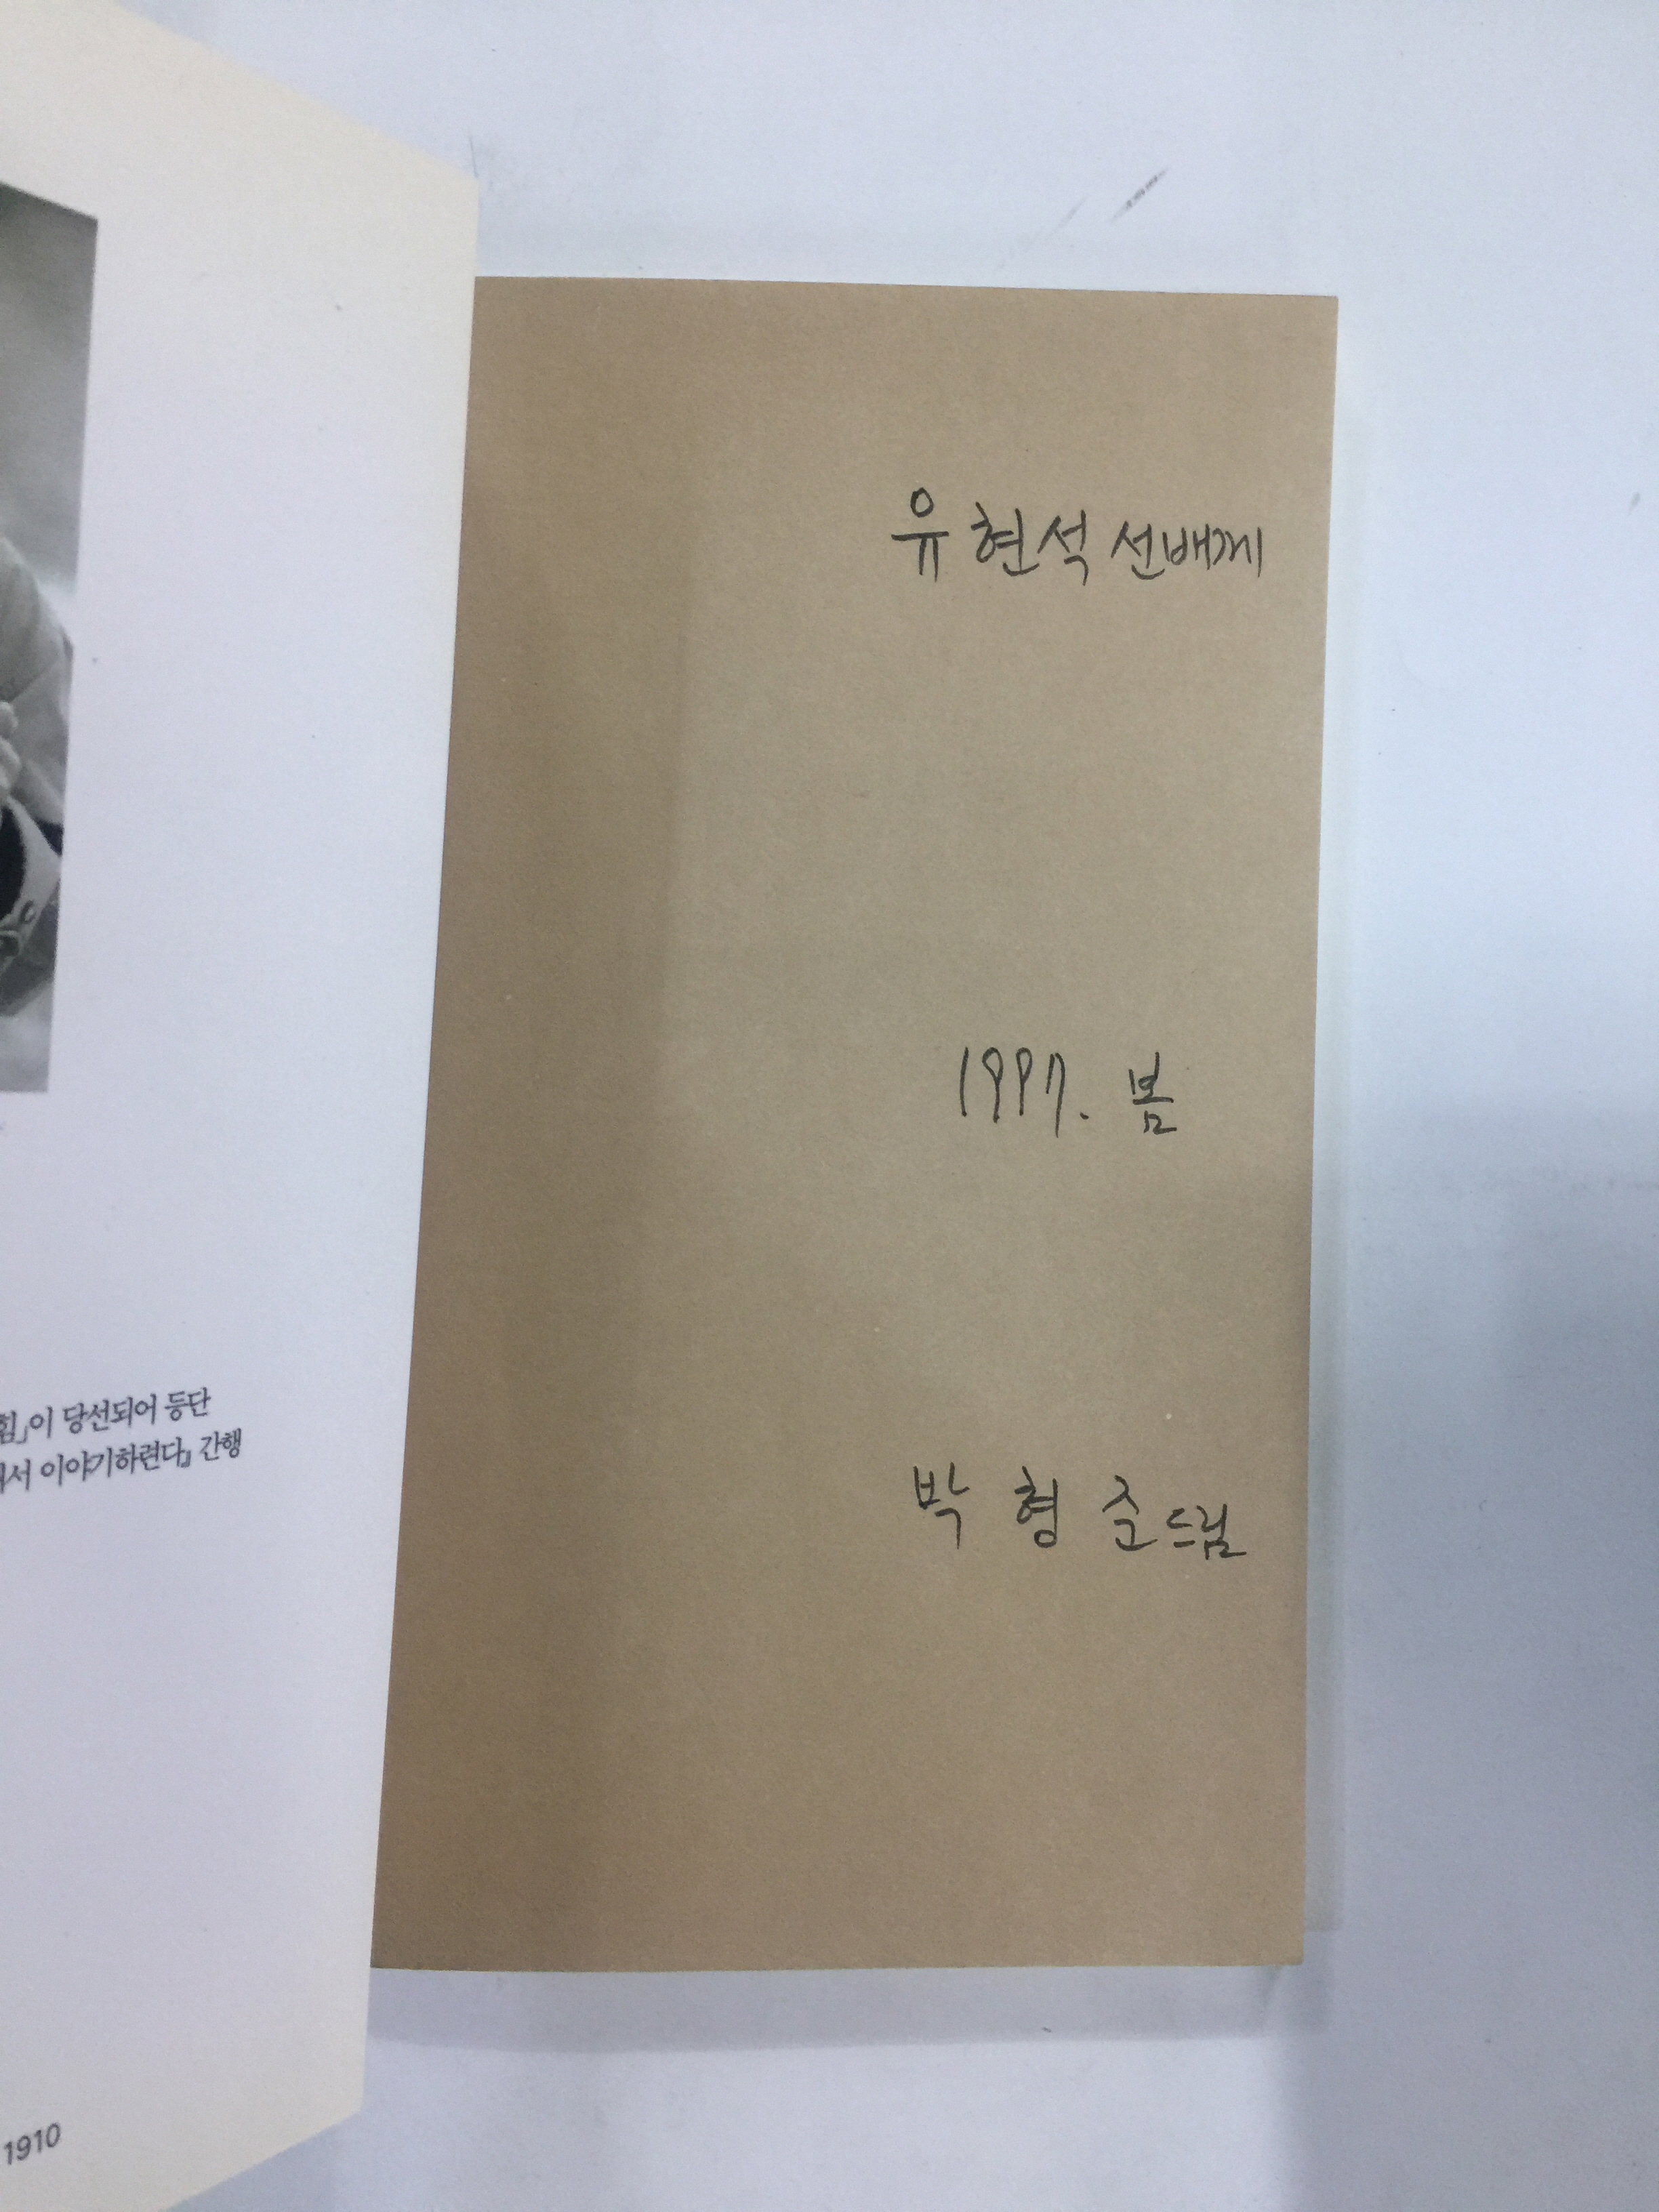 힘」이 당선되어 등단
서 이야기하련다』 간행
1910
유현석 선배께
1997. 봄
박형준 드림